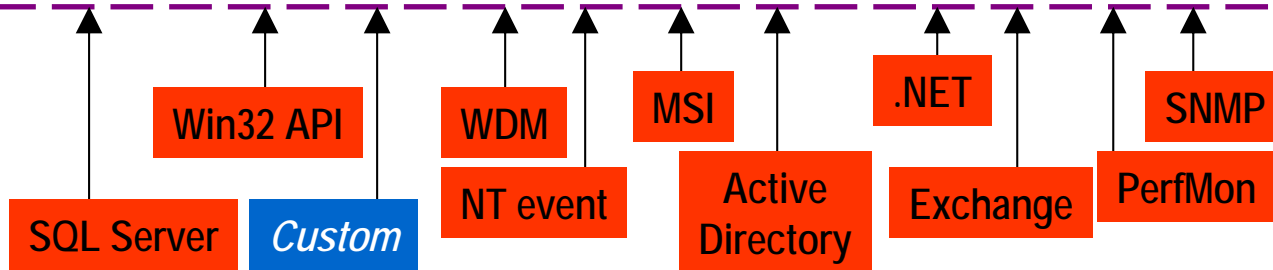 .NET
MSI
Win32 API
WDM
SNMP
NT event
Active
Directory
Exchange
PerfMon
SQL Server
Custom